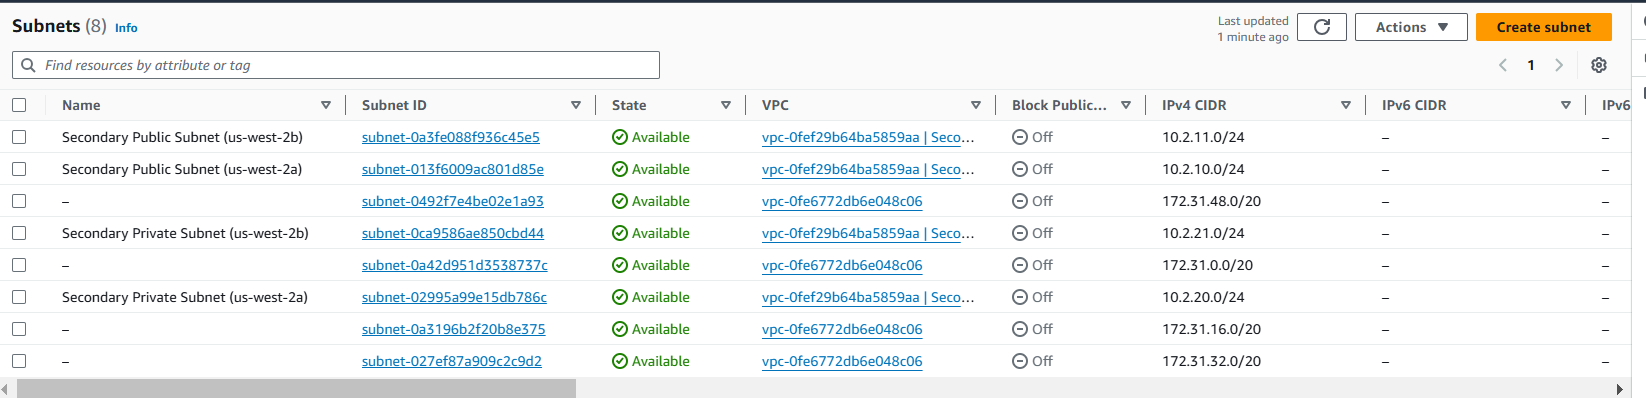 Subnets (8) Info
Last updated
1 minute ago
Actions
Create subnet
Find resources by attribute or tag
1
Name Subnet ID State VPC Block Public... IPv4 CIDR IPv6 CIDR IPv6
Secondary Public Subnet (us-west-2b) subnet-0a3fe088f936c45e5 Available vpc-0fef29b64ba5859aa | Seco... Off 10.2.11.0/24 – –
Secondary Public Subnet (us-west-2a) subnet-013f6009ac801d85e Available vpc-0fef29b64ba5859aa | Seco... Off 10.2.10.0/24 – –
– subnet-0492f7e4be02e1a93 Available vpc-0fe6772db6e048c06 Off 172.31.48.0/20 – –
Secondary Private Subnet (us-west-2b) subnet-0ca9586ae850cbd44 Available vpc-0fef29b64ba5859aa | Seco... Off 10.2.21.0/24 – –
– subnet-0a42d951d3538737c Available vpc-0fe6772db6e048c06 Off 172.31.0.0/20 – –
Secondary Private Subnet (us-west-2a) subnet-02995a99e15db786c Available vpc-0fef29b64ba5859aa | Seco... Off 10.2.20.0/24 – –
– subnet-0a3196b2f20b8e375 Available vpc-0fe6772db6e048c06 Off 172.31.16.0/20 – –
– subnet-027ef87a909c2c9d2 Available vpc-0fe6772db6e048c06 Off 172.31.32.0/20 – –